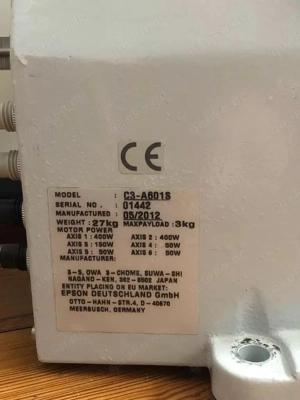 CE
MODEL : C3-A601S
SERIAL NO. : 01442
MANUFACTURED : 05/2012
WEIGHT : 27kg MAXPAYLOAD : 3kg
MOTOR POWER
AXIS 1 : 400W AXIS 2 : 400W
AXIS 3 : 150W AXIS 4 : 50W
AXIS 5 : 50W AXIS 6 : 50W
MANUFACTURER:
3-5, OWA 3-CHOME, SUWA-SHI
NAGANO-KEN, 392-8502 JAPAN
ENTITY PLACING ON EU MARKET:
EPSON DEUTSCHLAND GmbH
OTTO-HAHN-STR.4, D-40670
MEERBUSCH, GERMANY